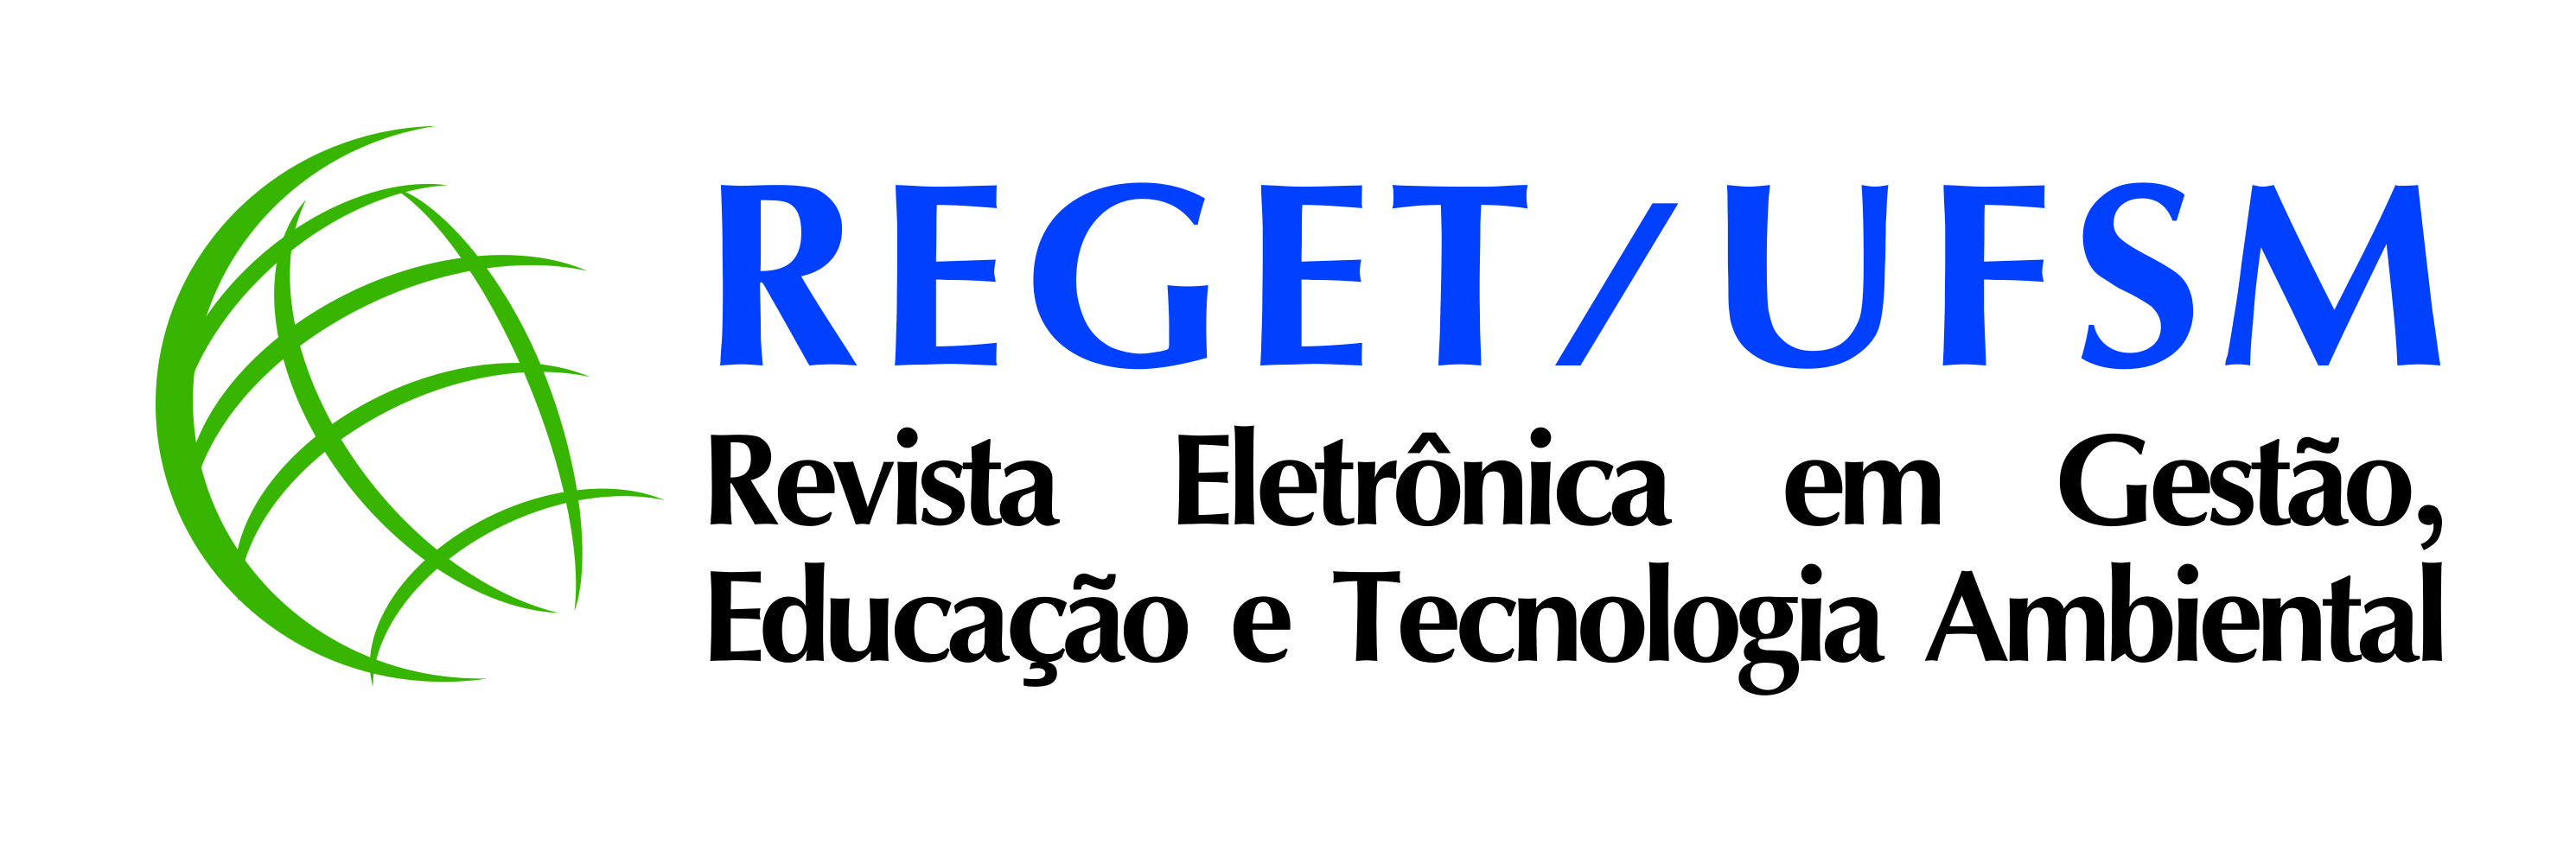 REGET/UFSM
Revista Eletrônica em Gestão,
Educação e Tecnologia Ambiental